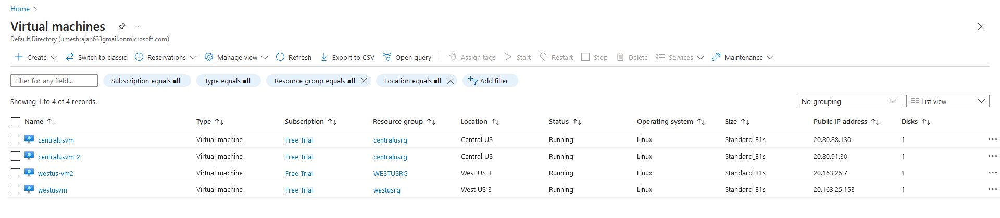 Home
Virtual machines
Default Directory (umeshrajan633gmail.onmicrosoft.com)
Create Switch to classic Reservations Manage view Refresh Export to CSV Open query Assign tags Start Restart Stop Delete Services Maintenance
Filter for any field... Subscription equals all Type equals all Resource group equals all Location equals all Add filter
Showing 1 to 4 of 4 records. No grouping List view
Name Type Subscription Resource group Location Status Operating system Size Public IP address Disks
centralusvm Virtual machine Free Trial centralusrg Central US Running Linux Standard_B1s 20.80.88.130 1
centralusvm-2 Virtual machine Free Trial centralusrg Central US Running Linux Standard_B1s 20.80.91.30 1
westus-vm2 Virtual machine Free Trial WESTUSRG West US 3 Running Linux Standard_B1s 20.163.25.7 1
westusvm Virtual machine Free Trial westusrg West US 3 Running Linux Standard_B1s 20.163.25.153 1